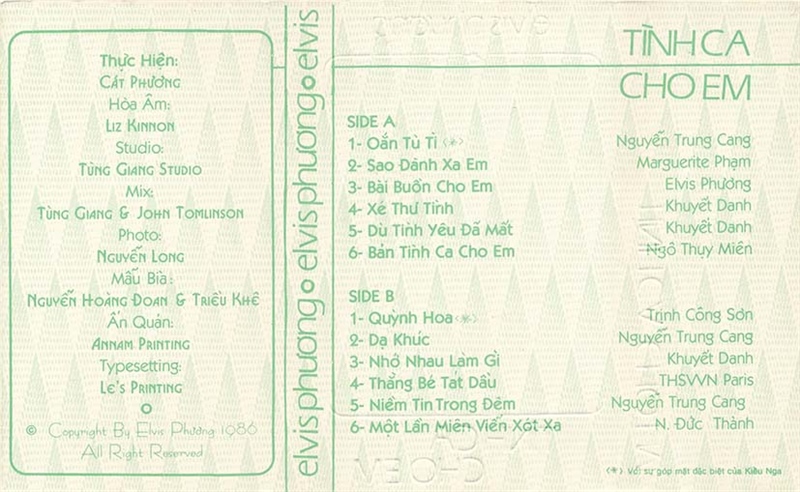 Thực Hiện:
Cát Phương
Hòa Âm:
Liz Kinnon
Studio:
Tùng Giang Studio
Mix:
Tùng Giang & John Tomlinson
Photo:
Nguyễn Long
Mẫu Bià:
Nguyễn Hoàng Đoan & Triều Khê
Ấn Quán:
Annam Printing
Typesetting:
Le's Printing
© Copyright By Elvis Phương 1986
All Right Reserved
elvis phương elvis phương elvis
TÌNH CA
CHO EM
SIDE A
1- Oẳn Tù Tì <*> Nguyễn Trung Cang
2- Sao Đành Xa Em Marguerite Phạm
3- Bài Buồn Cho Em Elvis Phương
4- Xé Thư Tình Khuyết Danh
5- Dù Tình Yêu Đã Mất Khuyết Danh
6- Bản Tình Ca Cho Em Ngô Thụy Miên
SIDE B
1- Quỳnh Hoa <*> Trịnh Công Sơn
2- Dạ Khúc Nguyễn Trung Cang
3- Nhớ Nhau Làm Gì Khuyết Danh
4- Thằng Bé Tát Dầu THSVVN Paris
5- Niềm Tin Trong Đêm Nguyễn Trung Cang
6- Một Lần Miên Viễn Xót Xa N. Đức Thành
<*> Với sự góp mặt đặc biệt của Kiều Nga